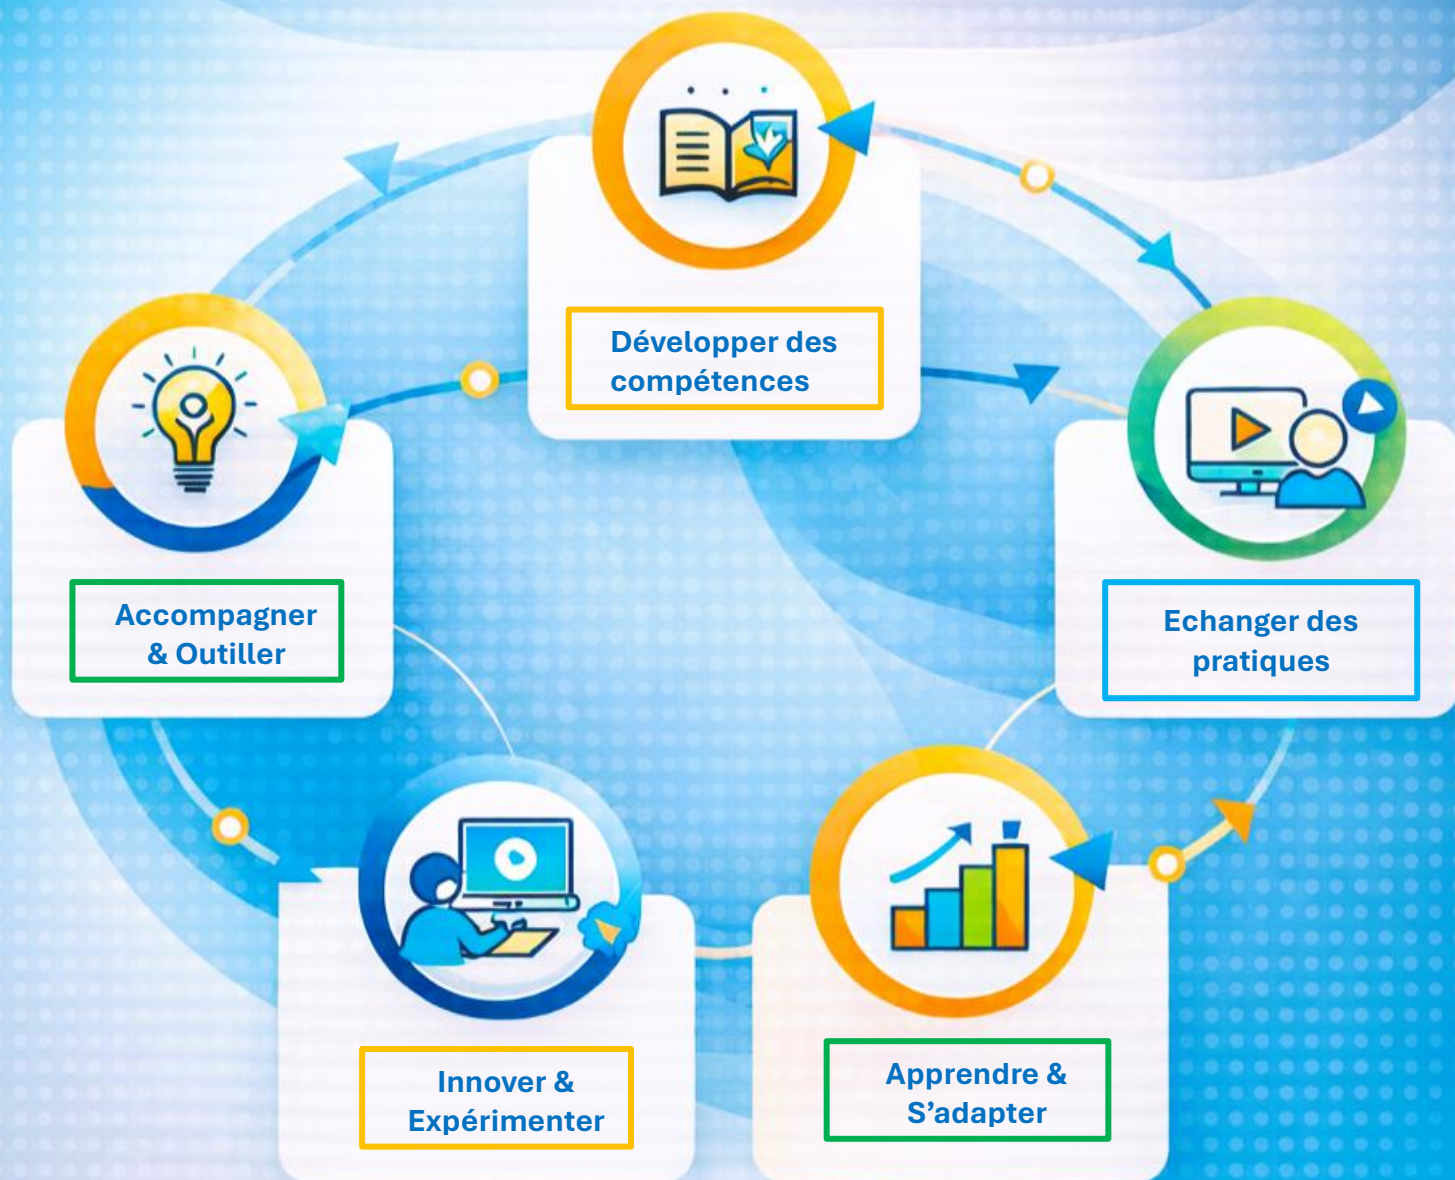 Développer des
compétences
Accompagner
& Outiller
Echanger des
pratiques
Innover &
Expérimenter
Apprendre &
S’adapter